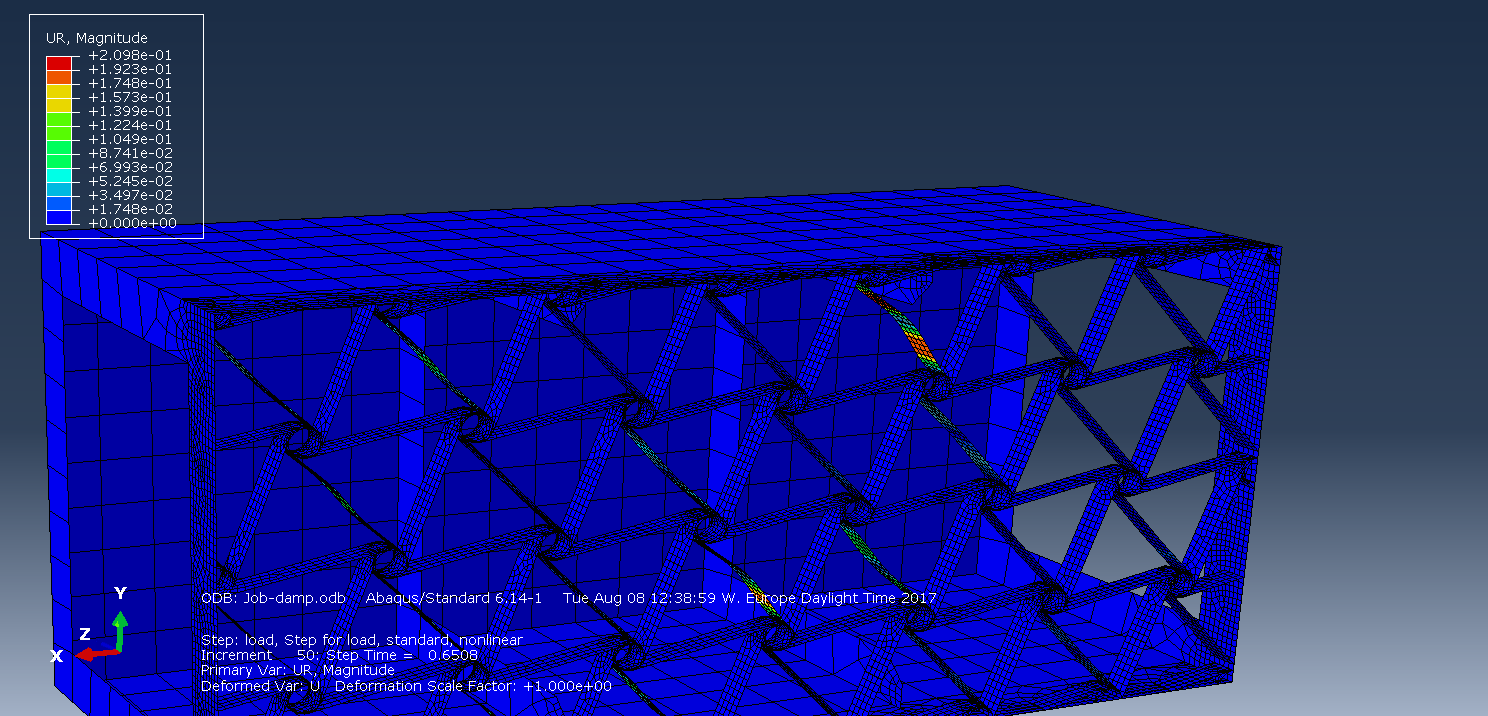 UR, Magnitude
+2.098e-01
+1.923e-01
+1.748e-01
+1.573e-01
+1.399e-01
+1.224e-01
+1.049e-01
+8.741e-02
+6.993e-02
+5.245e-02
+3.497e-02
+1.748e-02
+0.000e+00
Y
Z
X
ODB: Job-damp.odb    Abaqus/Standard 6.14-1    Tue Aug 08 12:38:59 W. Europe Daylight Time 2017
Step: load, Step for load, standard, nonlinear
Increment     50: Step Time =    0.6508
Primary Var: UR, Magnitude
Deformed Var: U   Deformation Scale Factor: +1.000e+00